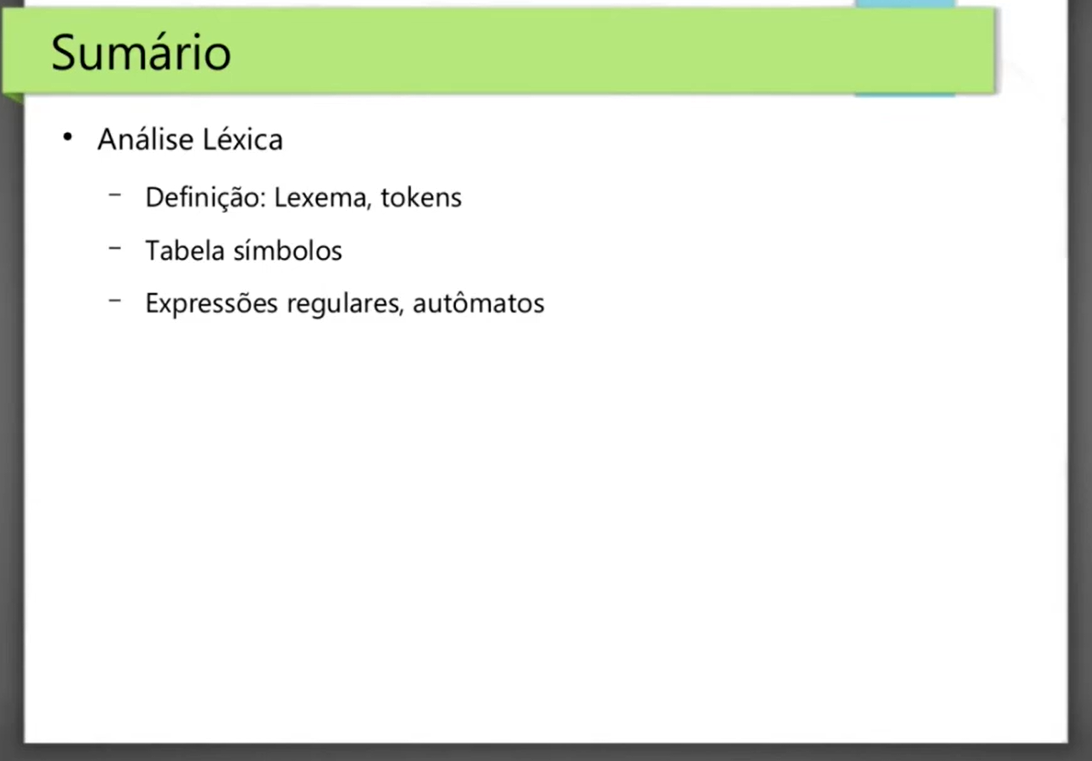 Sumário
• Análise Léxica
– Definição: Lexema, tokens
– Tabela símbolos
– Expressões regulares, autômatos